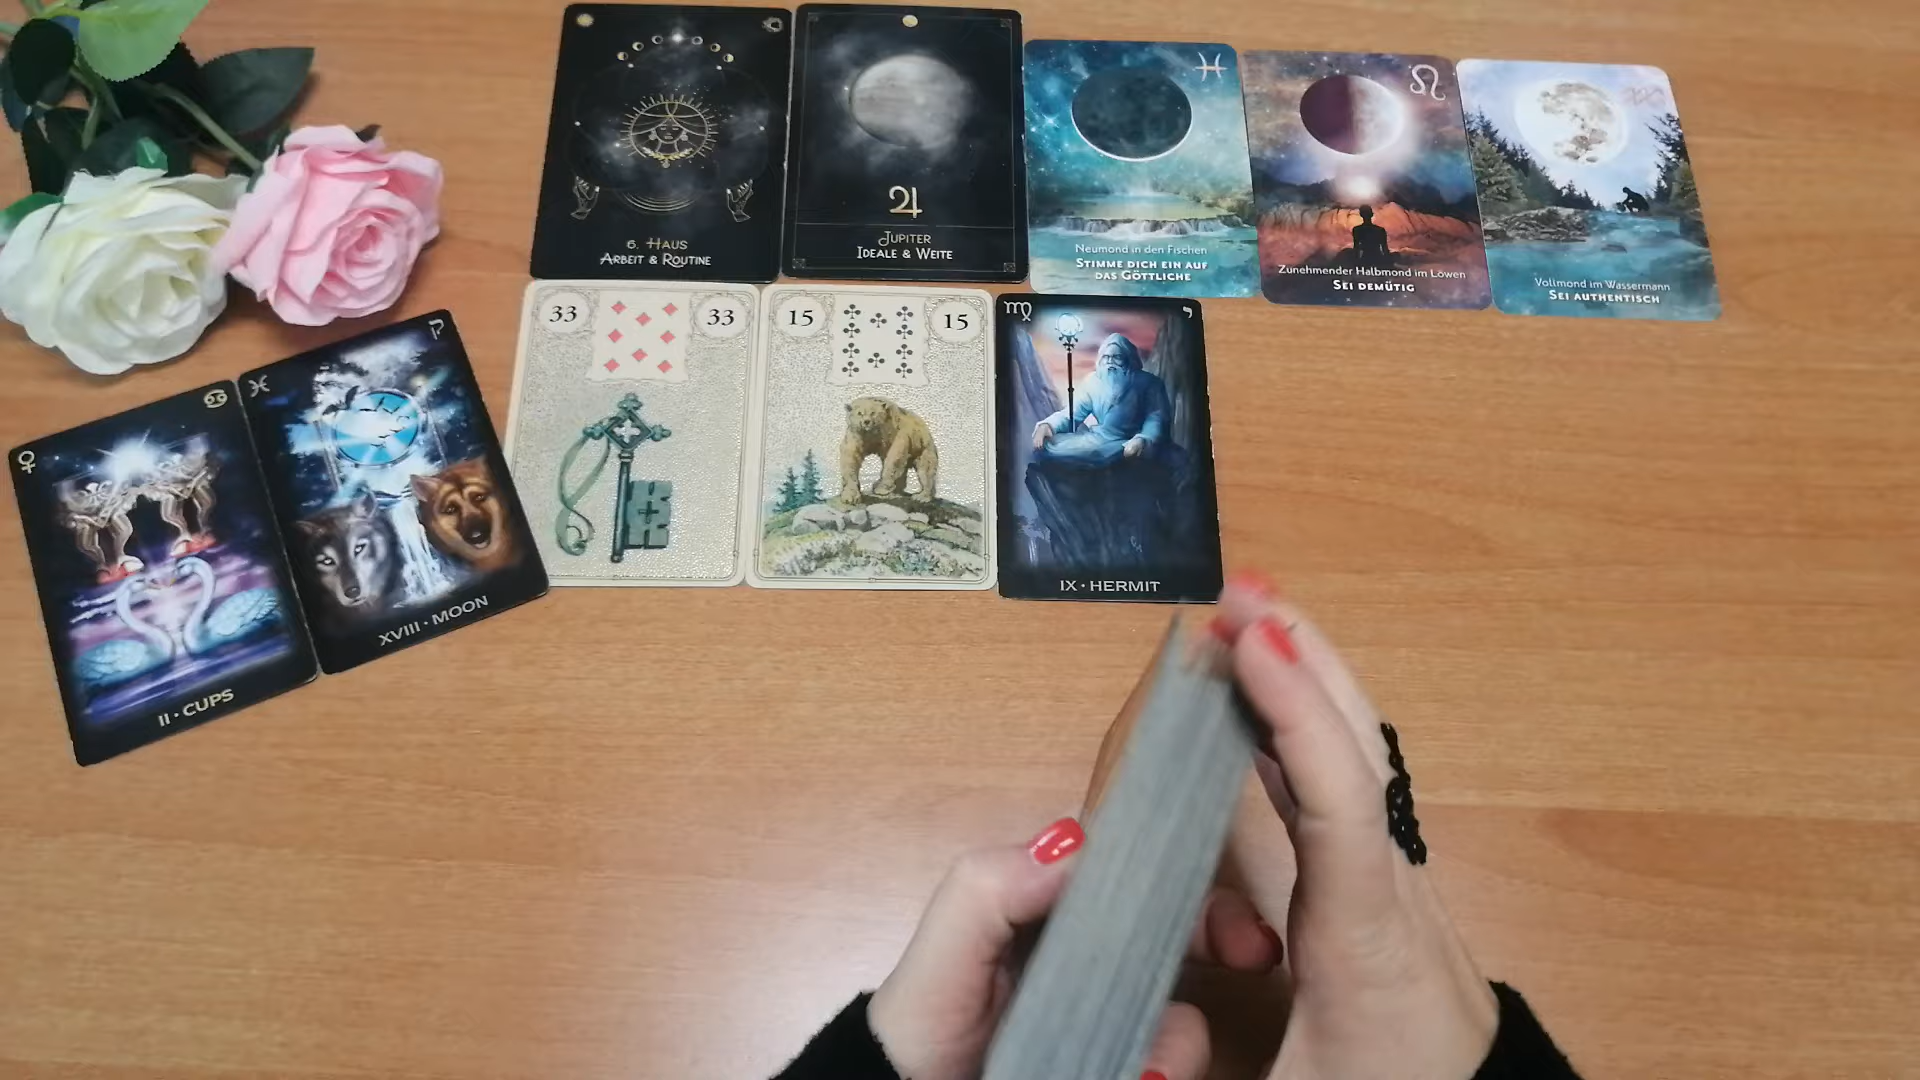 6. HAUS
ARBEIT & ROUTINE
JUPITER
IDEALE & WEITE
Neumond in den Fischen
STIMME DICH EIN AUF
DAS GÖTTLICHE
Zunehmender Halbmond im Löwen
SEI DEMÜTIG
Vollmond im Wassermann
SEI AUTHENTISCH
33 33
15 15
IX • HERMIT
XVIII • MOON
II • CUPS